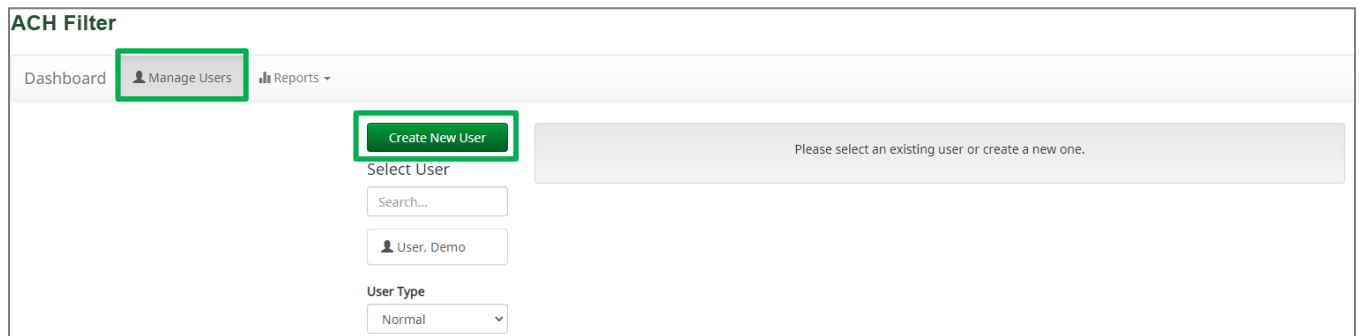 ACH Filter
Dashboard Manage Users Reports
Create New User
Please select an existing user or create a new one.
Select User
Search...
User, Demo
User Type
Normal